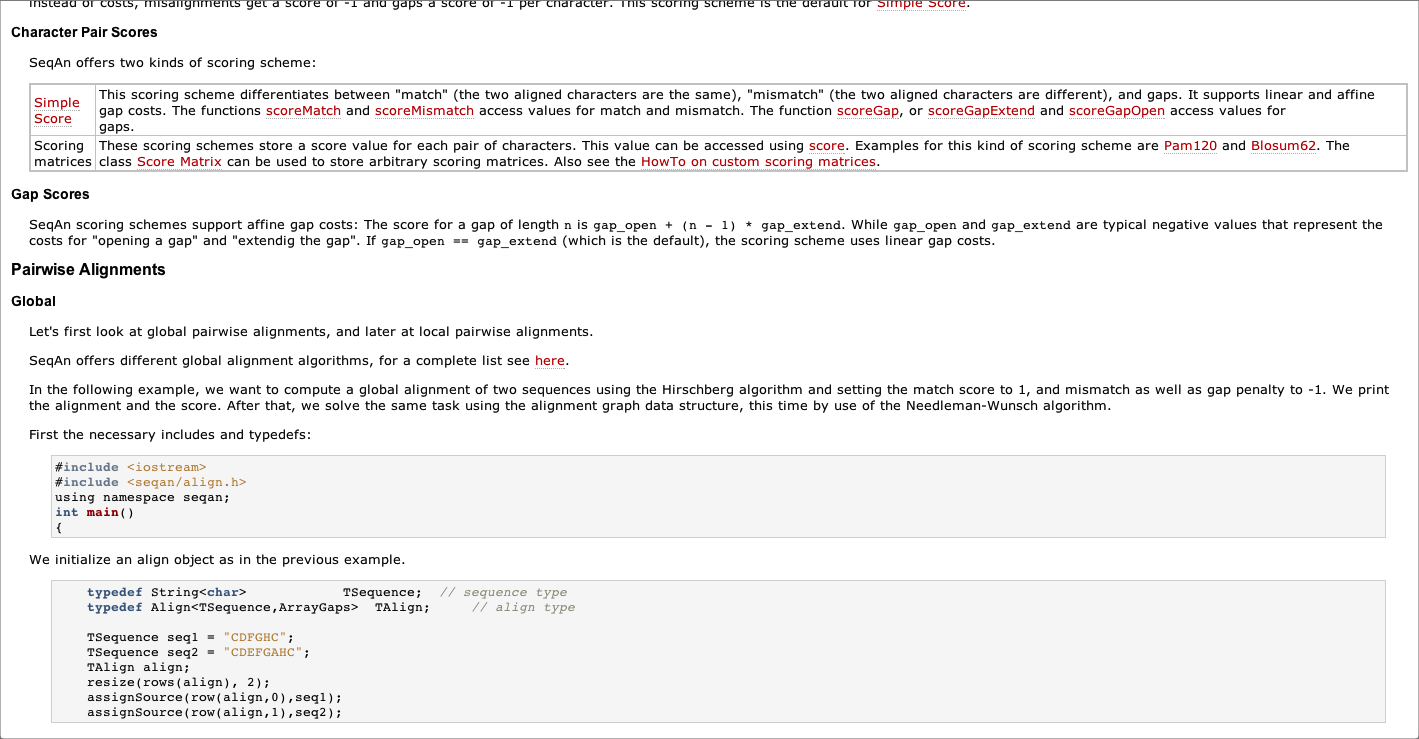 instead of costs, misalignments get a score of -1 and gaps a score of -1 per character. This scoring scheme is the default for Simple Score.
Character Pair Scores
SeqAn offers two kinds of scoring scheme:
Simple Score
This scoring scheme differentiates between "match" (the two aligned characters are the same), "mismatch" (the two aligned characters are different), and gaps. It supports linear and affine
gap costs. The functions scoreMatch and scoreMismatch access values for match and mismatch. The function scoreGap, or scoreGapExtend and scoreGapOpen access values for
gaps.
Scoring matrices
These scoring schemes store a score value for each pair of characters. This value can be accessed using score. Examples for this kind of scoring scheme are Pam120 and Blosum62. The
class Score Matrix can be used to store arbitrary scoring matrices. Also see the HowTo on custom scoring matrices.
Gap Scores
SeqAn scoring schemes support affine gap costs: The score for a gap of length n is gap_open + (n - 1) * gap_extend. While gap_open and gap_extend are typical negative values that represent the
costs for "opening a gap" and "extendig the gap". If gap_open == gap_extend (which is the default), the scoring scheme uses linear gap costs.
Pairwise Alignments
Global
Let's first look at global pairwise alignments, and later at local pairwise alignments.
SeqAn offers different global alignment algorithms, for a complete list see here.
In the following example, we want to compute a global alignment of two sequences using the Hirschberg algorithm and setting the match score to 1, and mismatch as well as gap penalty to -1. We print
the alignment and the score. After that, we solve the same task using the alignment graph data structure, this time by use of the Needleman-Wunsch algorithm.
First the necessary includes and typedefs:
#include <iostream>
#include <seqan/align.h>
using namespace seqan;
int main()
{
We initialize an align object as in the previous example.
typedef String<char> TSequence; // sequence type
typedef Align<TSequence,ArrayGaps> TAlign; // align type
TSequence seq1 = "CDFGHC";
TSequence seq2 = "CDEFGAHC";
TAlign align;
resize(rows(align), 2);
assignSource(row(align,0),seq1);
assignSource(row(align,1),seq2);